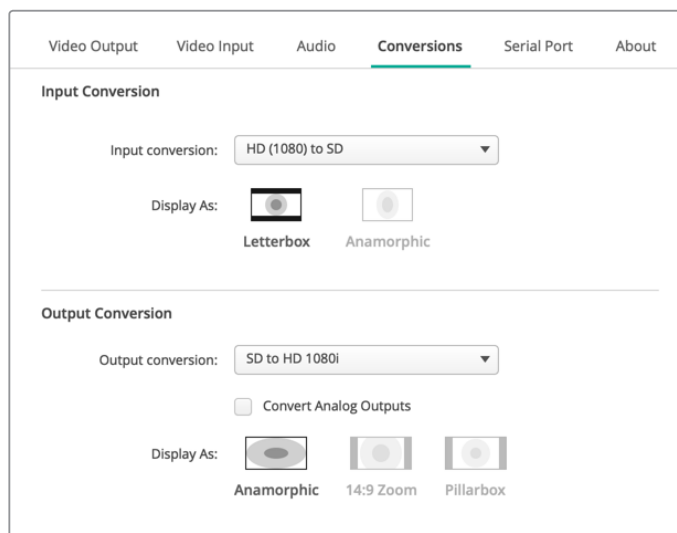 Video Output Video Input Audio Conversions Serial Port About
Input Conversion
Input conversion: HD (1080) to SD
Display As:
Letterbox Anamorphic
Output Conversion
Output conversion: SD to HD 1080i
Convert Analog Outputs
Display As:
Anamorphic 14:9 Zoom Pillarbox